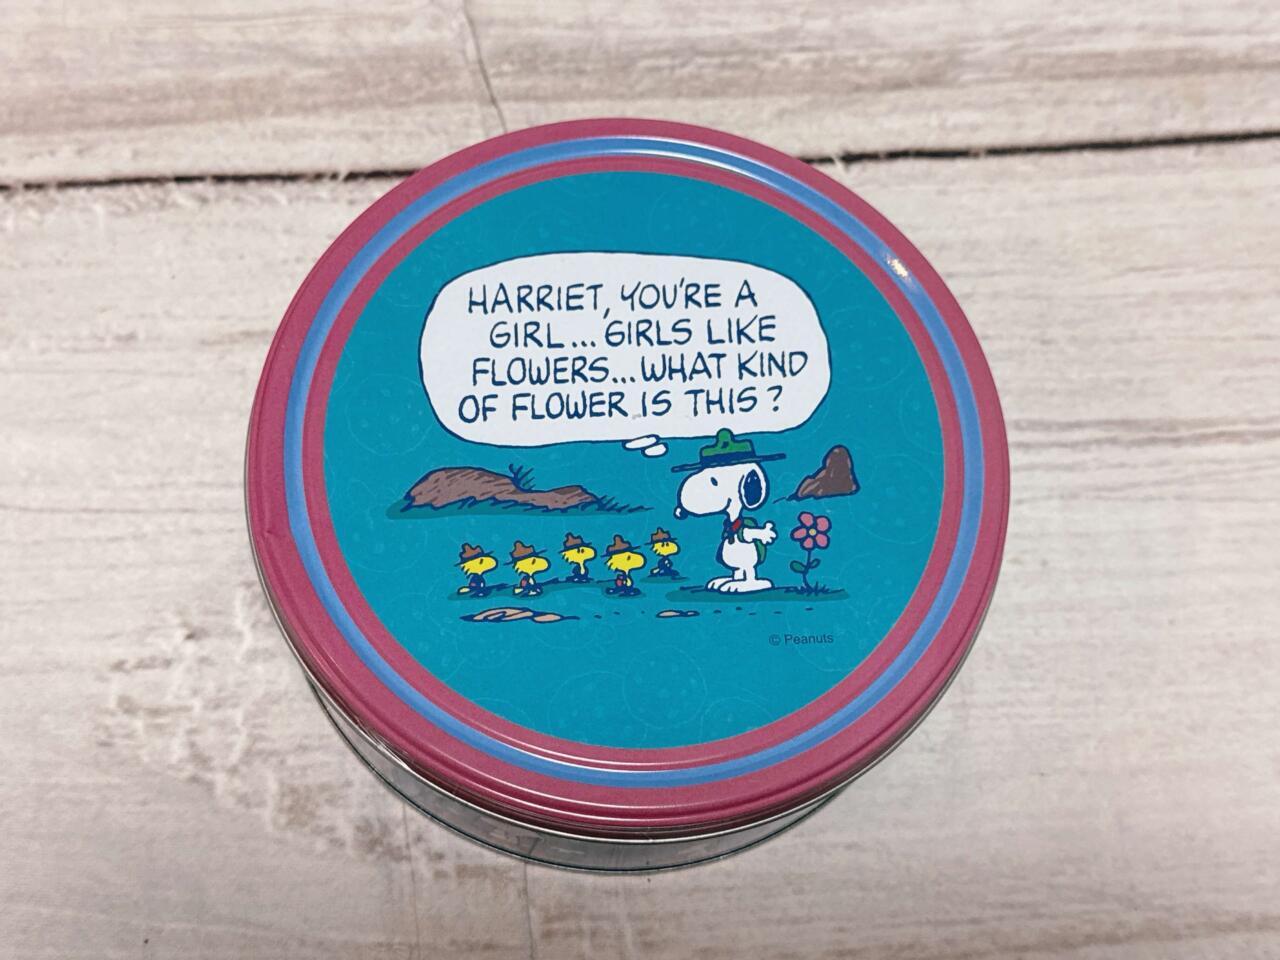 HARRIET, YOU'RE A
GIRL... GIRLS LIKE
FLOWERS... WHAT KIND
OF FLOWER IS THIS?
© Peanuts